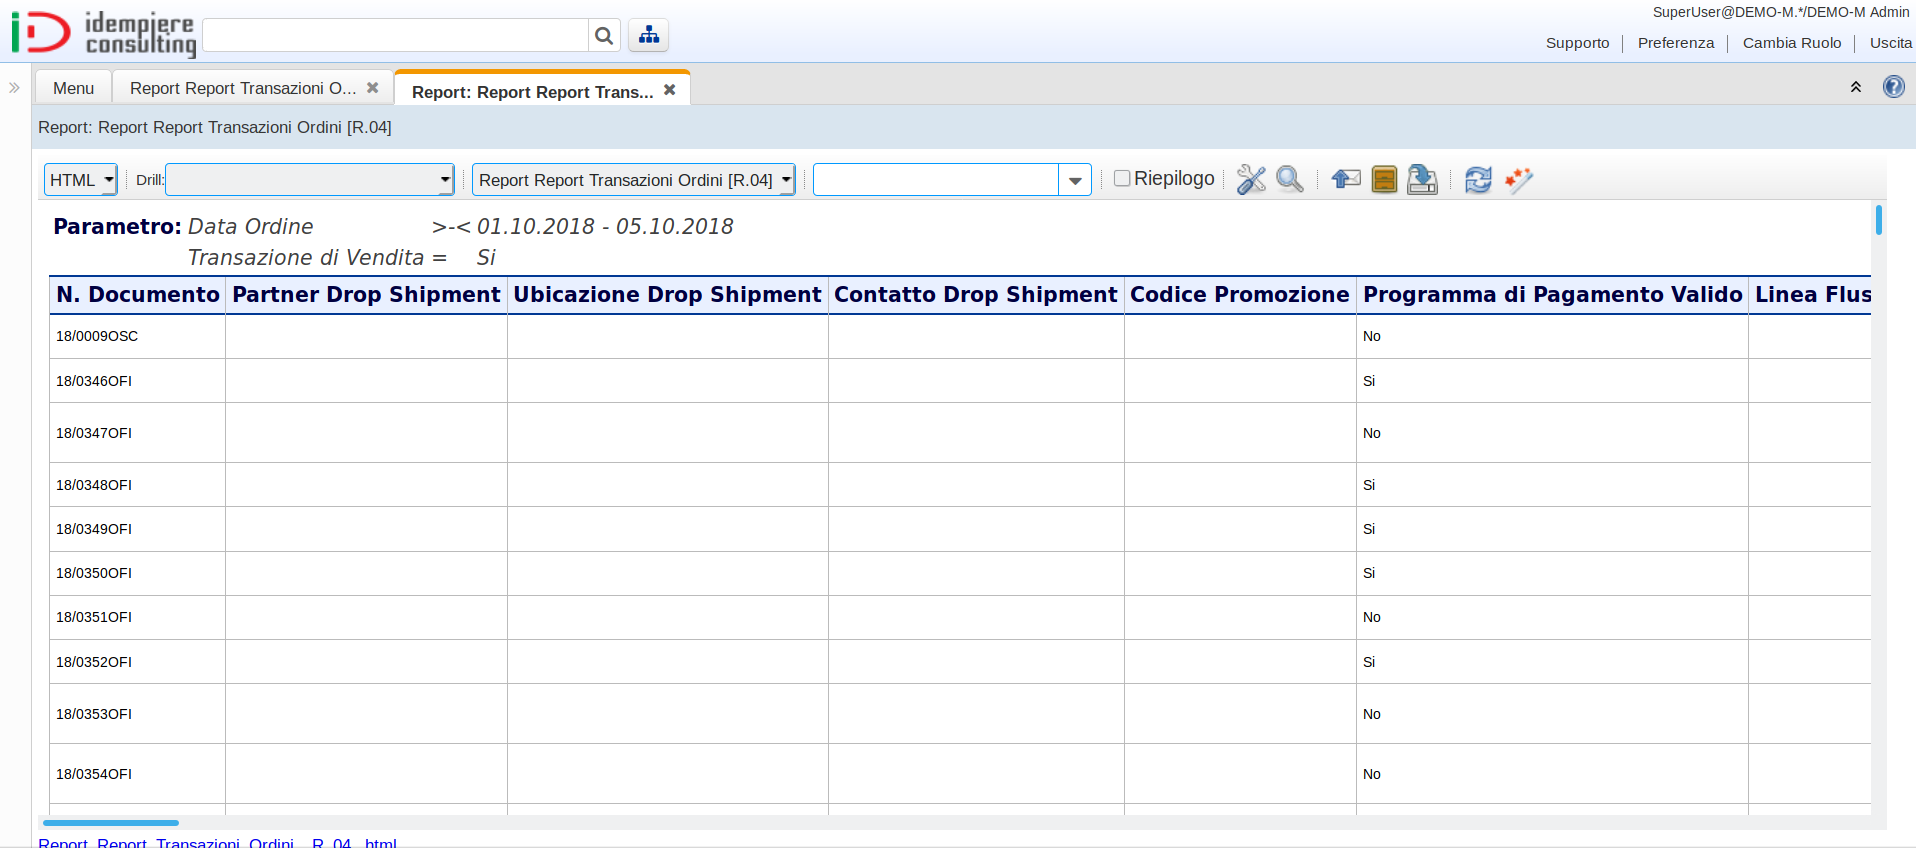 idempiere
consulting
SuperUser@DEMO-M.*/DEMO-M Admin
Supporto Preferenza Cambia Ruolo Uscita
Menu Report Report Transazioni O... Report: Report Report Trans...
Report: Report Report Transazioni Ordini [R.04]
HTML Drill: Report Report Transazioni Ordini [R.04] Riepilogo
Parametro: Data Ordine >-< 01.10.2018 - 05.10.2018
Transazione di Vendita = Si
N. Documento Partner Drop Shipment Ubicazione Drop Shipment Contatto Drop Shipment Codice Promozione Programma di Pagamento Valido Linea Flus
18/0009OSC No
18/0346OFI Si
18/0347OFI No
18/0348OFI Si
18/0349OFI Si
18/0350OFI Si
18/0351OFI No
18/0352OFI Si
18/0353OFI No
18/0354OFI No
Report_Report_Transazioni_Ordini__R_04_.html